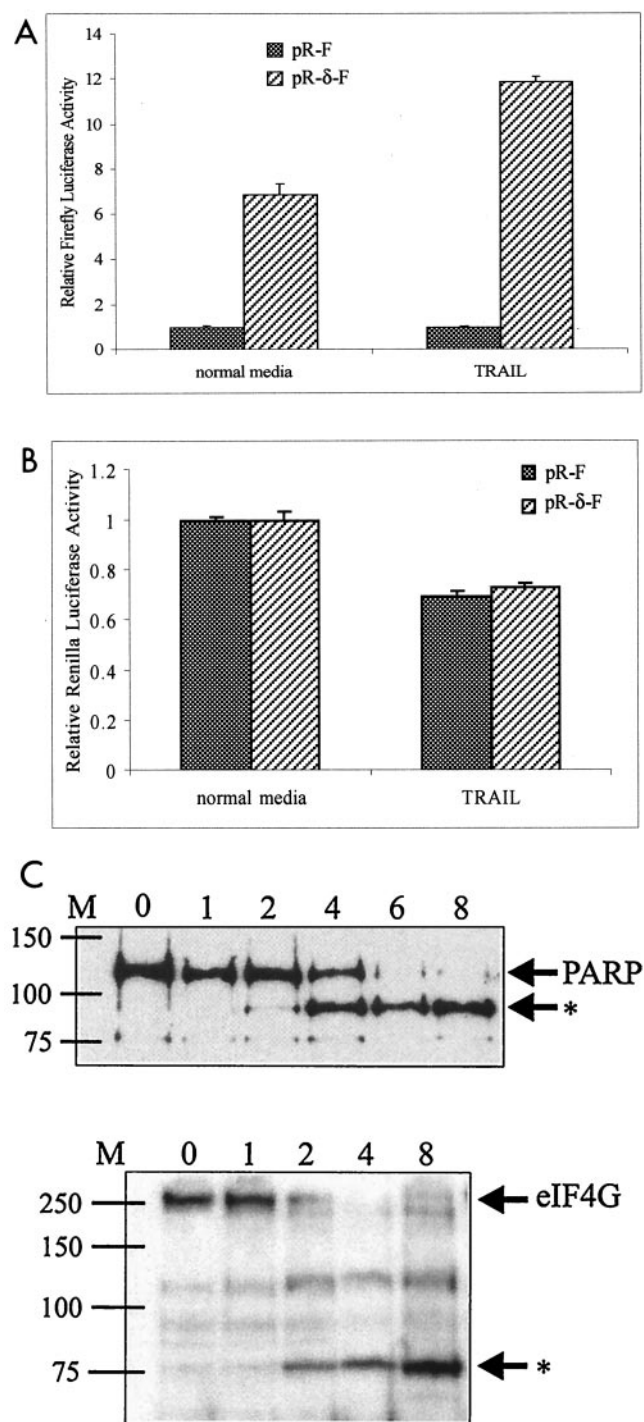 A
Relative Firefly Luciferase Activity
14
12
10
8
6
4
2
0
pR-F
pR-δ-F
normal media
TRAIL
B
Relative Renilla Luciferase Activity
1.2
1
0.8
0.6
0.4
0.2
0
pR-F
pR-δ-F
normal media
TRAIL
C
M 0 1 2 4 6 8
150
100
75
PARP
*
M 0 1 2 4 8
250
150
100
75
eIF4G
*